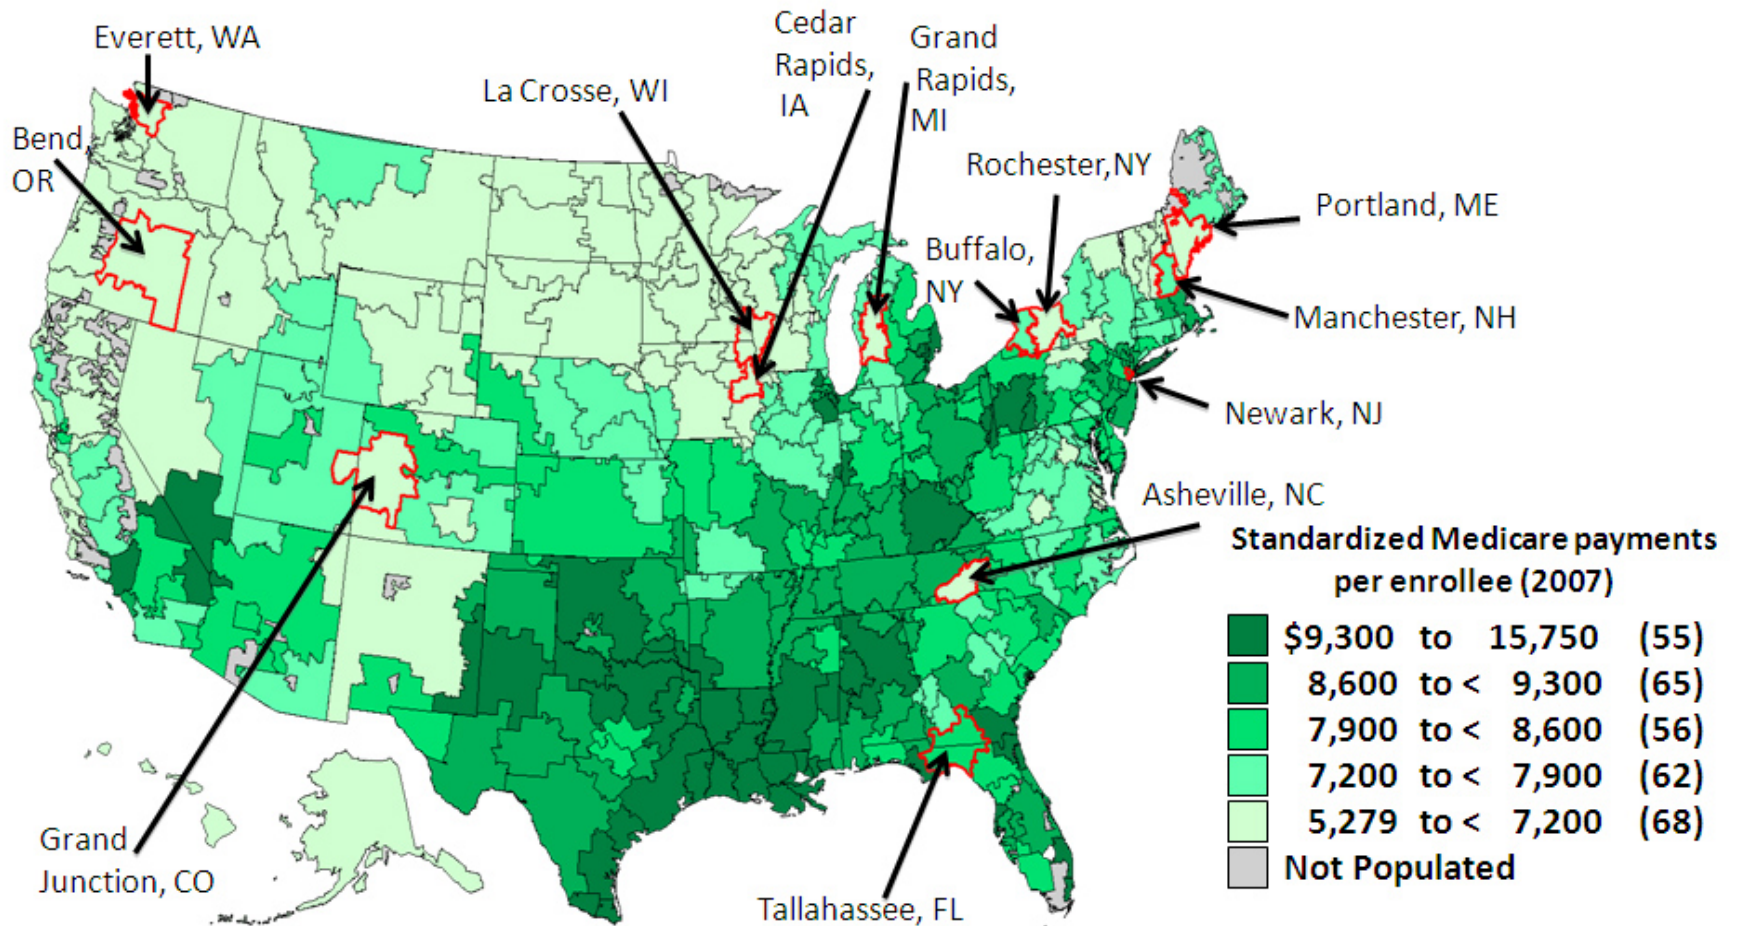 Everett, WA
Bend,
OR
La Crosse, WI
Cedar
Rapids,
IA
Grand
Rapids,
MI
Rochester,NY
Buffalo,
NY
Portland, ME
Manchester, NH
Newark, NJ
Asheville, NC
Grand
Junction, CO
Tallahassee, FL
Standardized Medicare payments
per enrollee (2007)
$9,300 to 15,750 (55)
8,600 to < 9,300 (65)
7,900 to < 8,600 (56)
7,200 to < 7,900 (62)
5,279 to < 7,200 (68)
Not Populated